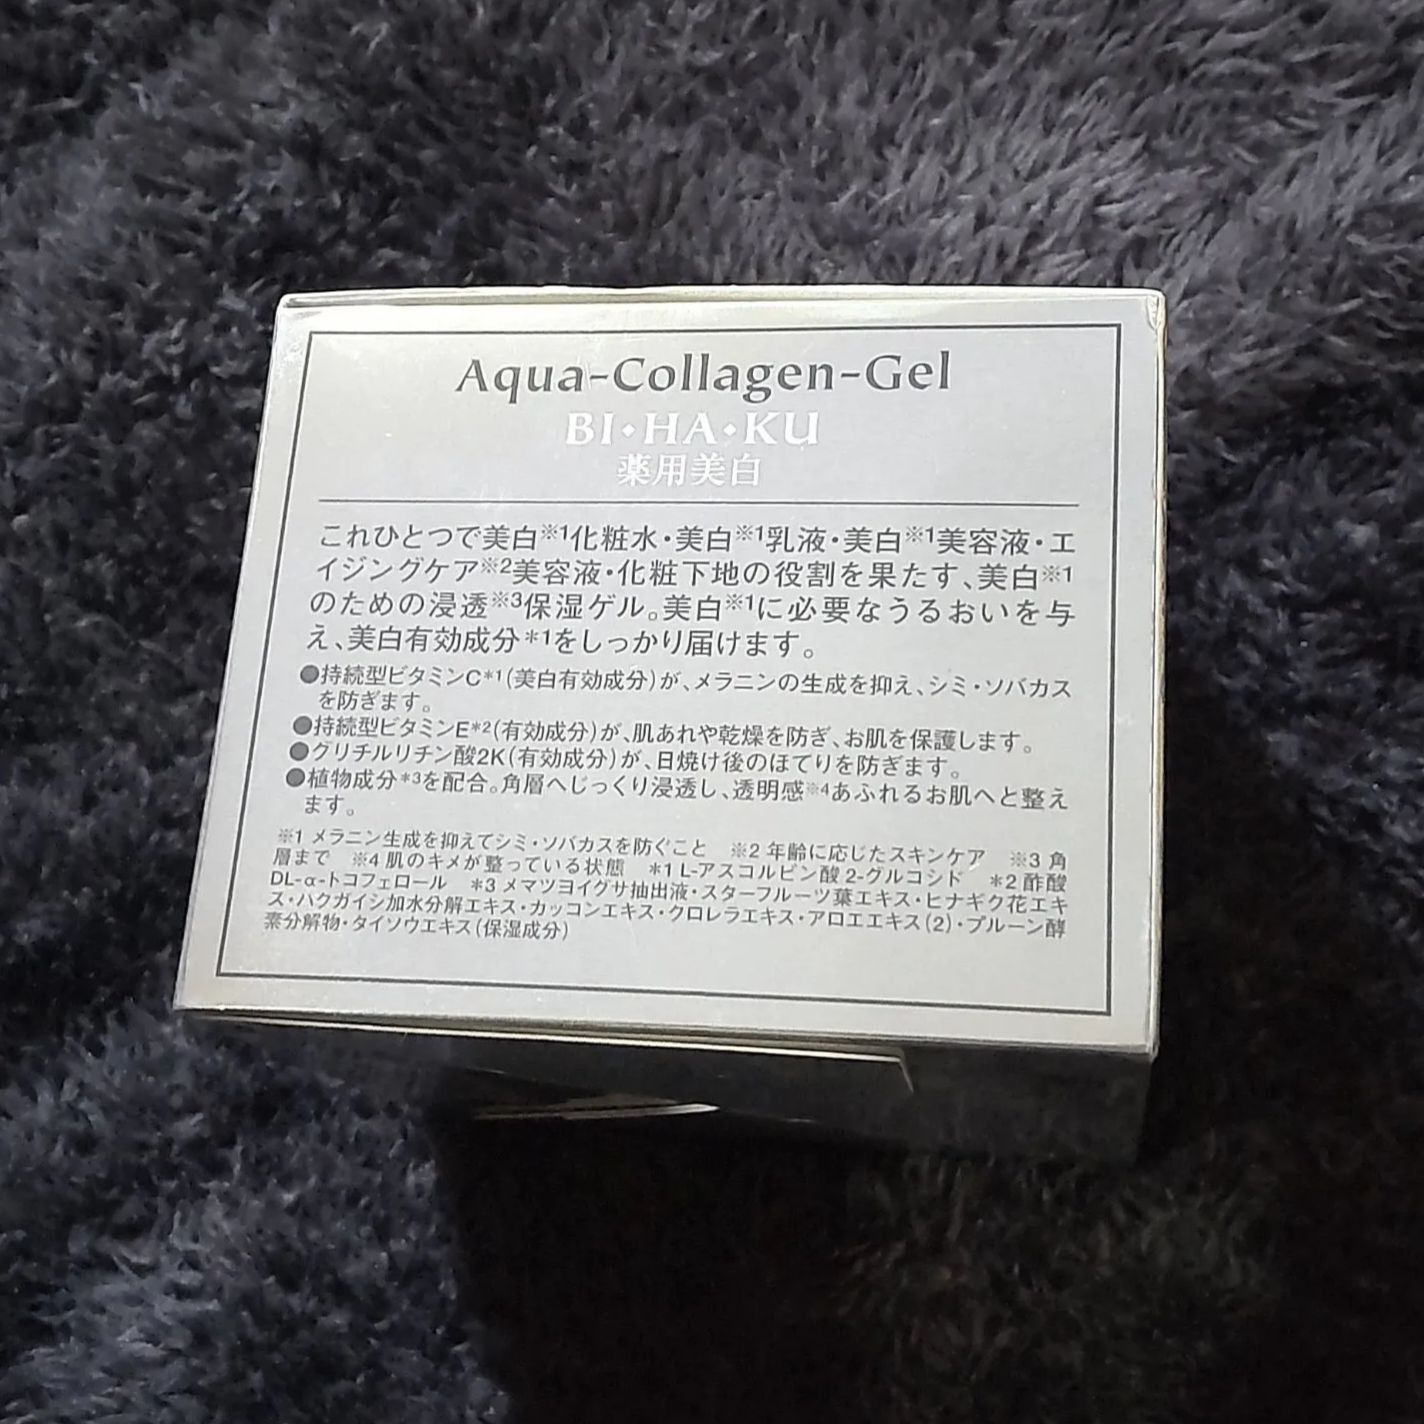 Aqua-Collagen-Gel
BI・HA・KU
薬用美白
これひとつで美白※1化粧水・美白※1乳液・美白※1美容液・エ
イジングケア※2美容液・化粧下地の役割を果たす、美白※1
のための浸透※3保湿ゲル。美白※1に必要なうるおいを与
え、美白有効成分*1をしっかり届けます。
●持続型ビタミンC*1(美白有効成分)が、メラニンの生成を抑え、シミ・ソバカス
を防ぎます。
●持続型ビタミンE*2(有効成分)が、肌あれや乾燥を防ぎ、お肌を保護します。
●グリチルリチン酸2K(有効成分)が、日焼け後のほてりを防ぎます。
●植物成分*3を配合。角層へじっくり浸透し、透明感※4あふれるお肌へと整え
ます。
※1 メラニン生成を抑えてシミ・ソバカスを防ぐこと ※2 年齢に応じたスキンケア ※3 角
層まで ※4 肌のキメが整っている状態 *1 L-アスコルビン酸 2-グルコシド *2 酢酸
DL-α-トコフェロール *3 メマツヨイグサ抽出液・スターフルーツ葉エキス・ヒナギク花エキ
ス・ハクガイシ加水分解エキス・カッコンエキス・クロレラエキス・アロエエキス(2)・プルーン酵
素分解物・タイソウエキス(保湿成分)